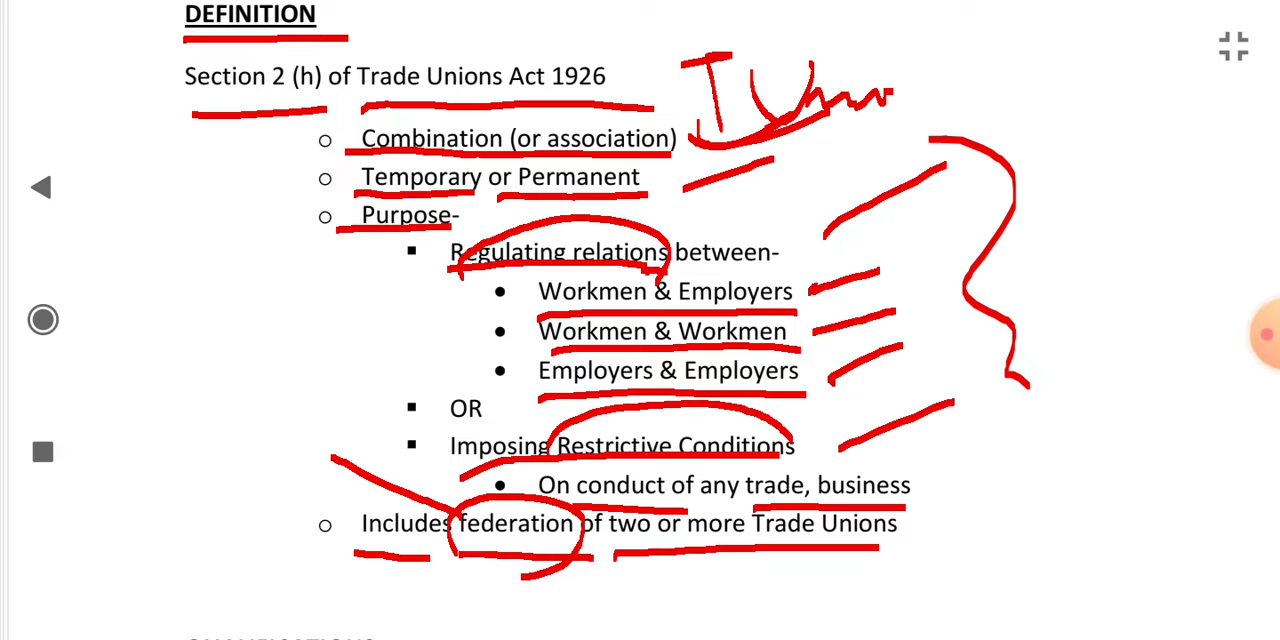 DEFINITION
Section 2 (h) of Trade Unions Act 1926
Combination (or association)
Temporary or Permanent
Purpose-
Regulating relations between-
Workmen & Employers
Workmen & Workmen
Employers & Employers
OR
Imposing Restrictive Conditions
On conduct of any trade, business
Includes federation of two or more Trade Unions